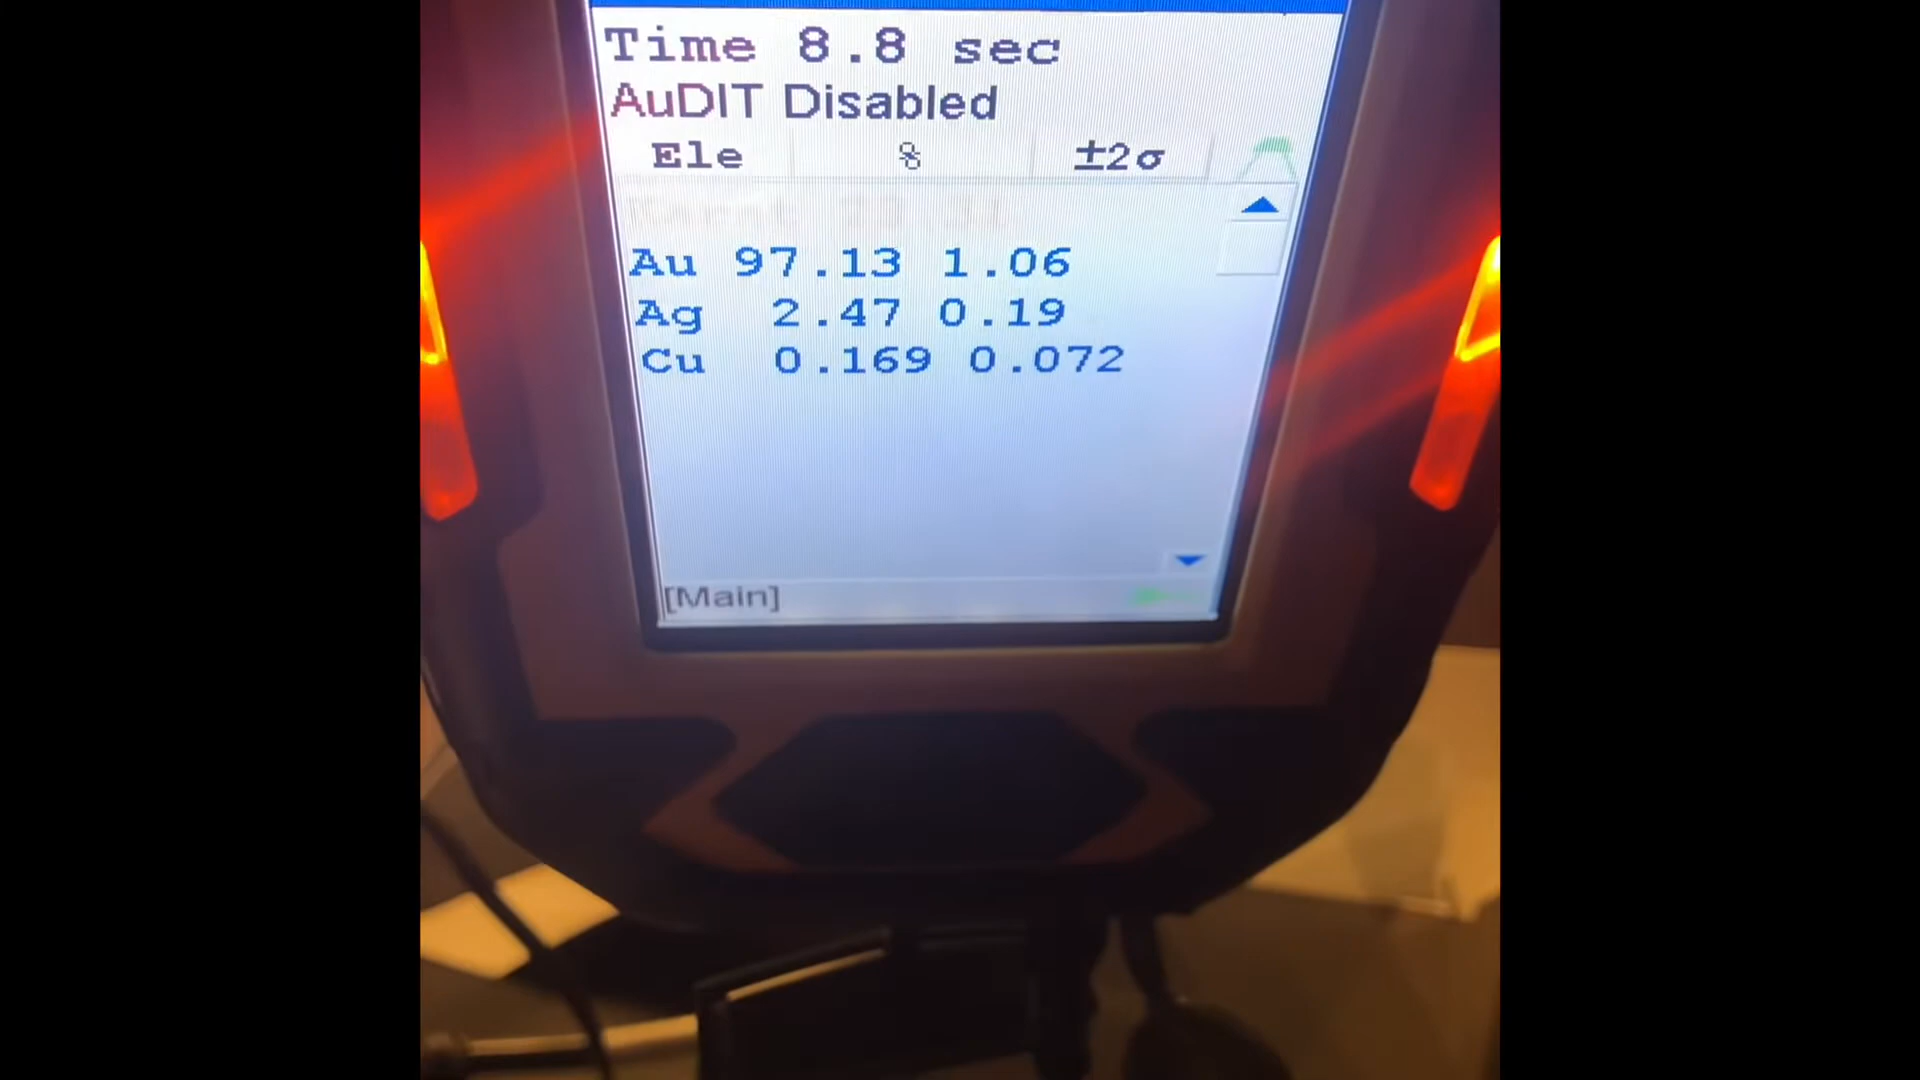 Time 8.8 sec
AuDIT Disabled
Ele % ±2σ
Au 97.13 1.06
Ag 2.47 0.19
Cu 0.169 0.072
[Main]